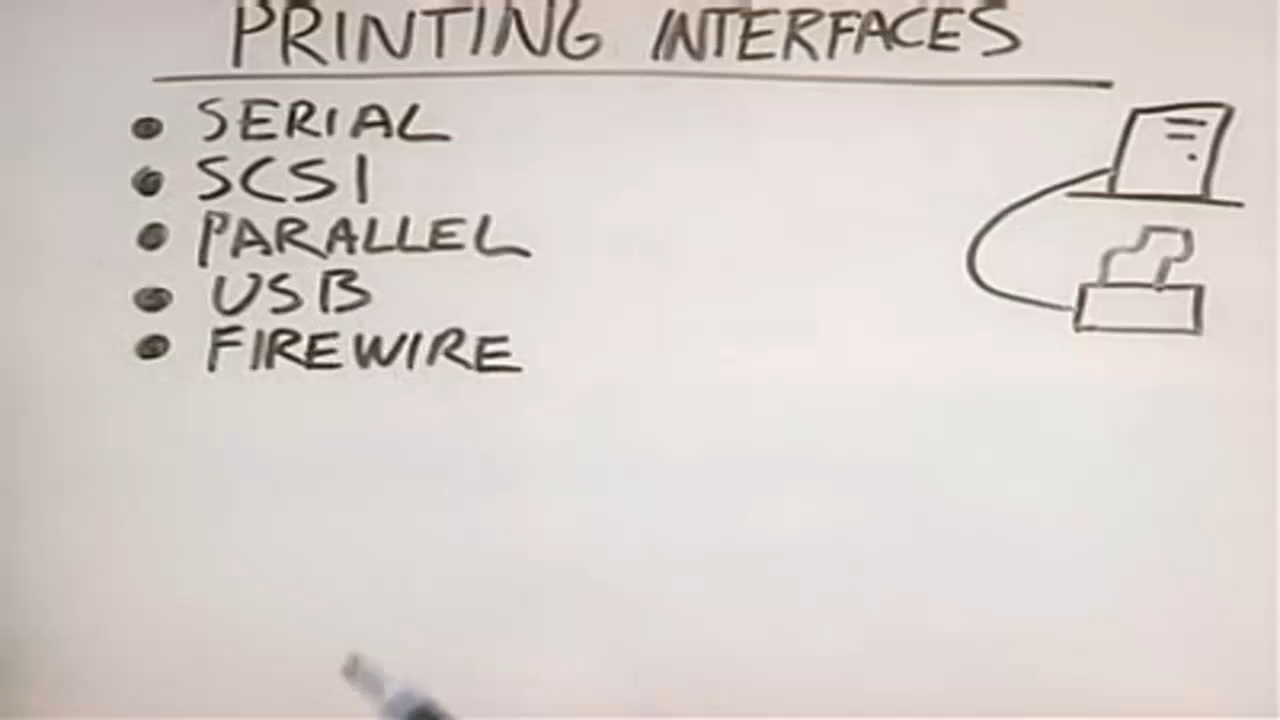 PRINTING INTERFACES
• SERIAL
• SCSI
• PARALLEL
• USB
• FIREWIRE